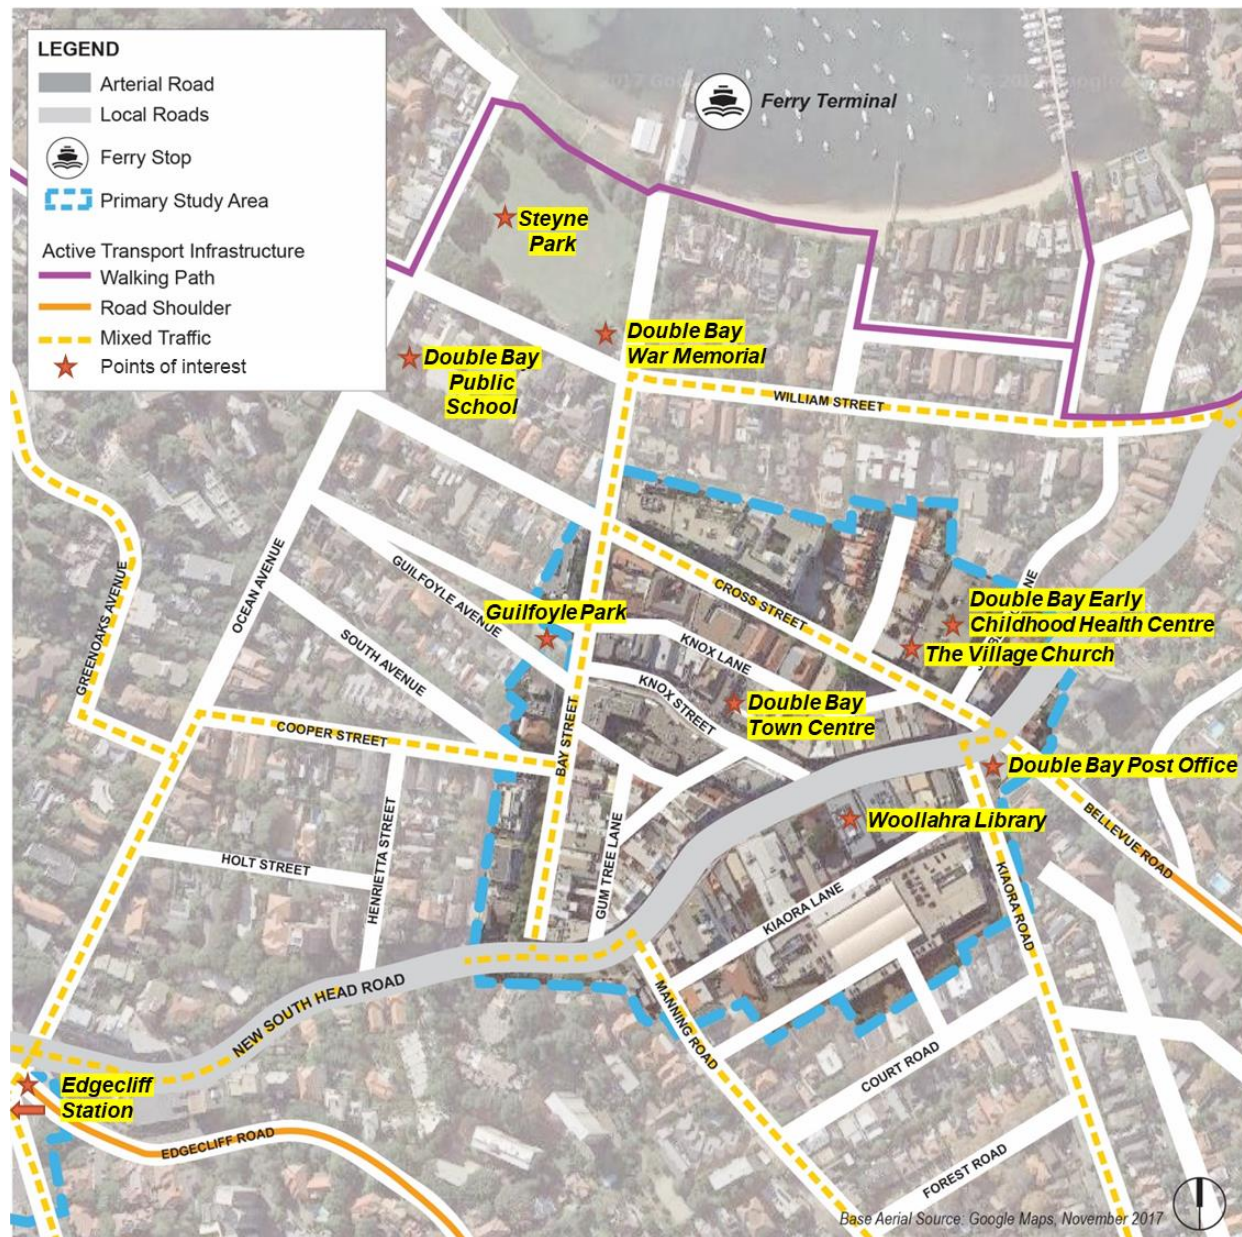 LEGEND
Arterial Road
Local Roads
Ferry Stop
Primary Study Area
Active Transport Infrastructure
Walking Path
Road Shoulder
Mixed Traffic
Points of interest
Ferry Terminal
Steyne
Park
Double Bay
War Memorial
Double Bay
Public
School
WILLIAM STREET
GREENOAKS AVENUE
OCEAN AVENUE
GUILFOYLE AVENUE
SOUTH AVENUE
Guilfoyle Park
CROSS STREET
KNOX LANE
KNOX STREET
Double Bay Early
Childhood Health Centre
The Village Church
Double Bay
Town Centre
COOPER STREET
BAY STREET
Double Bay Post Office
Woollahra Library
BELLEVUE ROAD
HOLT STREET
HENRIETTA STREET
GUM TREE LANE
KIAORA LANE
KIAORA ROAD
NEW SOUTH HEAD ROAD
MANNING ROAD
COURT ROAD
FOREST ROAD
Edgecliff
Station
EDGECLIFF ROAD
Base Aerial Source: Google Maps, November 2017